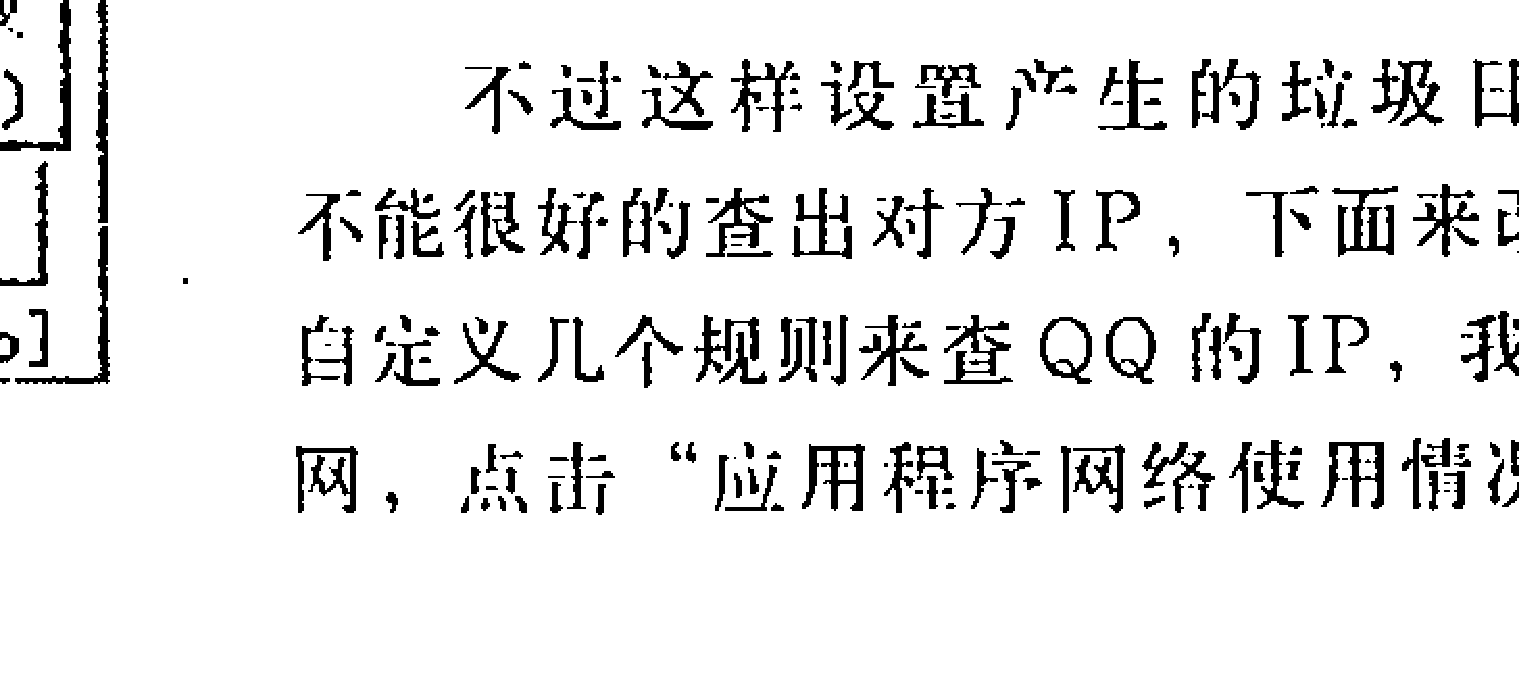 不过这样设置产生的垃圾日
不能很好的查出对方IP，下面来改
自定义几个规则来查QQ的IP，我
网，点击“应用程序网络使用情况